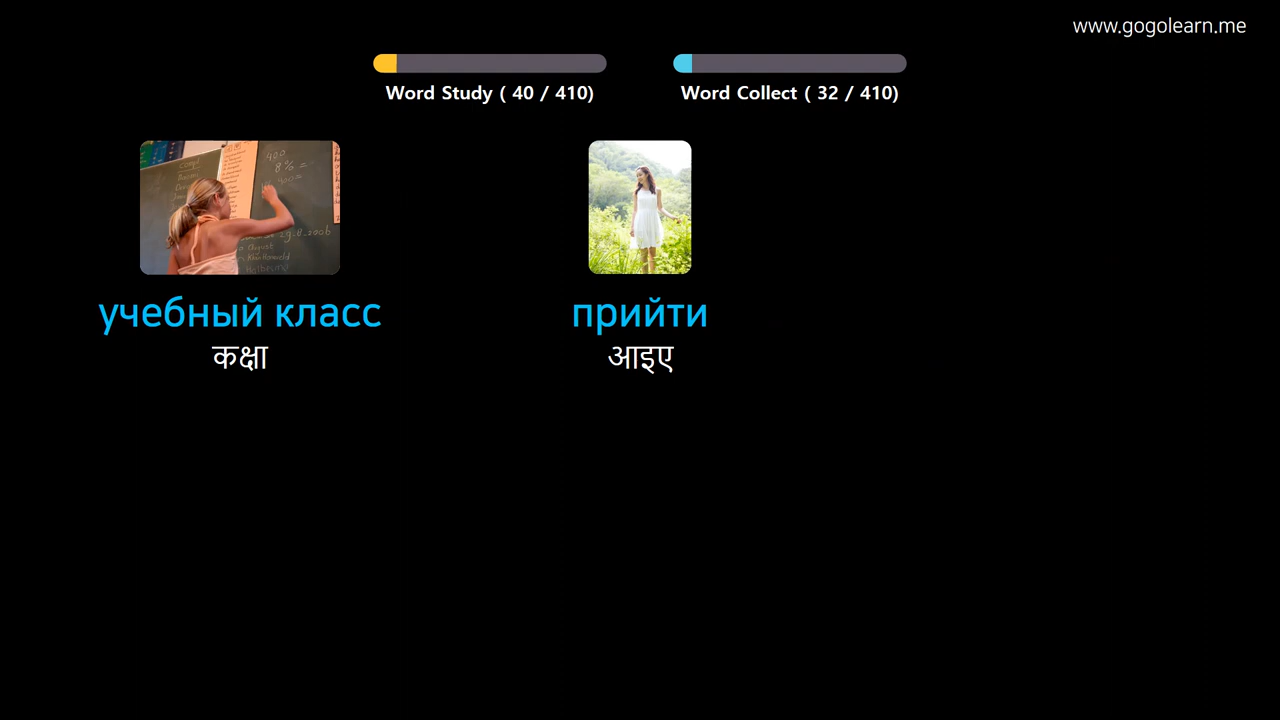 www.gogolearn.me
Word Study ( 40 / 410)
Word Collect ( 32 / 410)
учебный класс
कक्षा
прийти
आइए